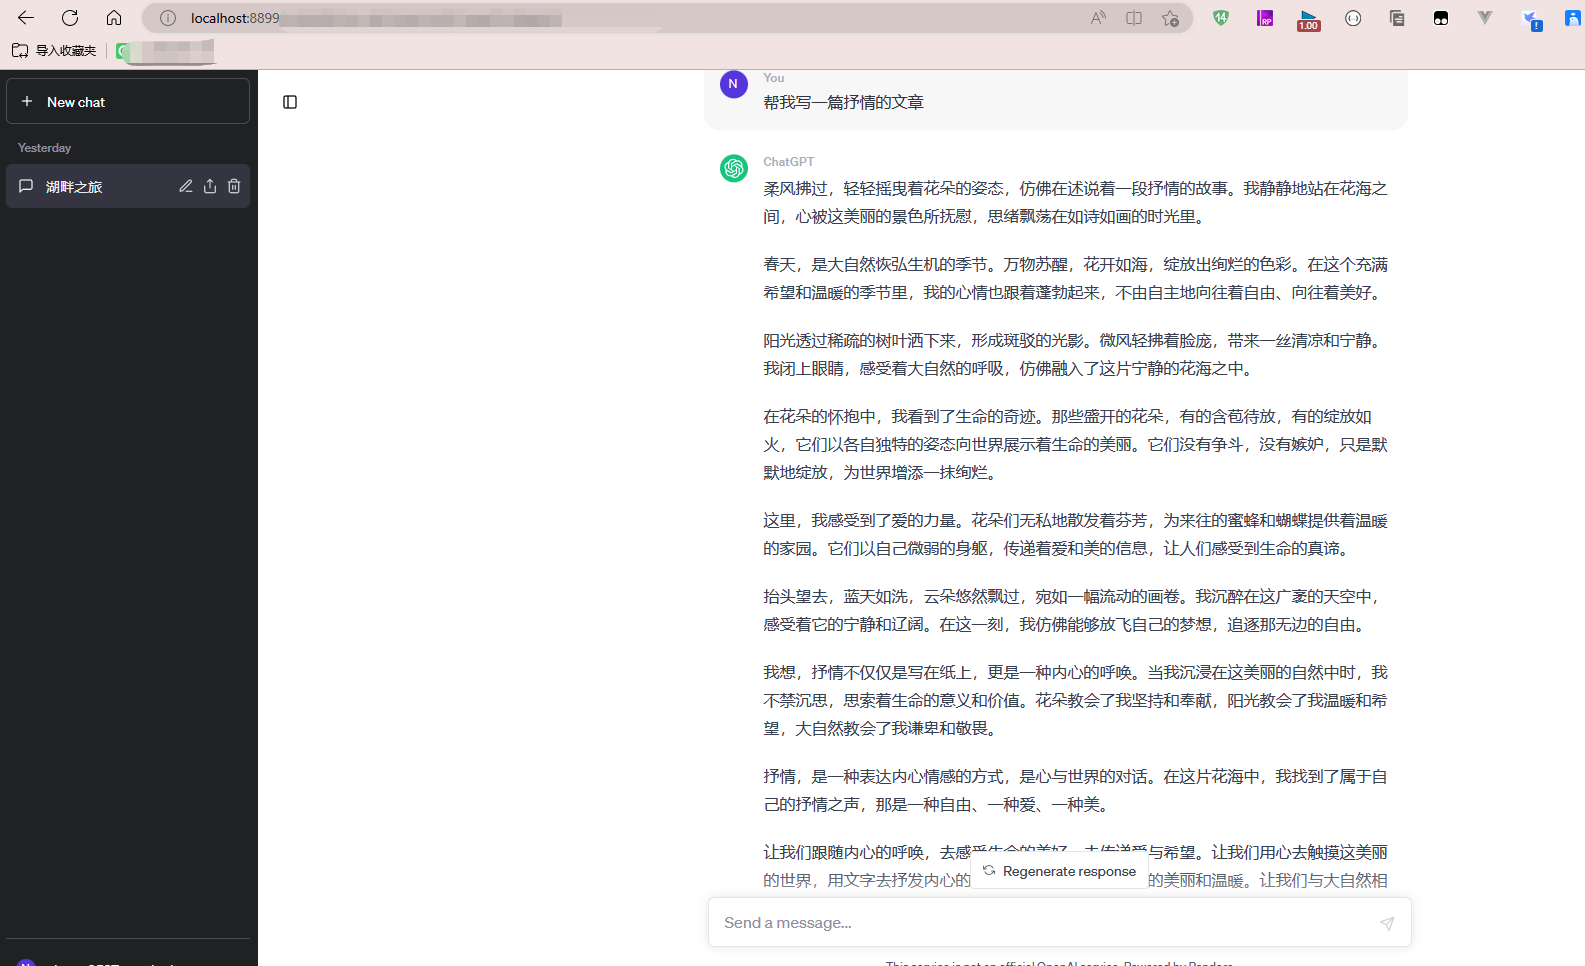 localhost:8899
14
RP
1.00
导入收藏夹
New chat
Yesterday
湖畔之旅
N
You
帮我写一篇抒情的文章
ChatGPT
柔风拂过，轻轻摇曳着花朵的姿态，仿佛在述说着一段抒情的故事。我静静地站在花海之
间，心被这美丽的景色所抚慰，思绪飘荡在如诗如画的时光里。
春天，是大自然恢弘生机的季节。万物苏醒，花开如海，绽放出绚烂的色彩。在这个充满
希望和温暖的季节里，我的心情也跟着蓬勃起来，不由自主地向往着自由、向往着美好。
阳光透过稀疏的树叶洒下来，形成斑驳的光影。微风轻拂着脸庞，带来一丝清凉和宁静。
我闭上眼睛，感受着大自然的呼吸，仿佛融入了这片宁静的花海之中。
在花朵的怀抱中，我看到了生命的奇迹。那些盛开的花朵，有的含苞待放，有的绽放如
火，它们以各自独特的姿态向世界展示着生命的美丽。它们没有争斗，没有嫉妒，只是默
默地绽放，为世界增添一抹绚烂。
这里，我感受到了爱的力量。花朵们无私地散发着芬芳，为来往的蜜蜂和蝴蝶提供着温暖
的家园。它们以自己微弱的身躯，传递着爱和美的信息，让人们感受到生命的真谛。
抬头望去，蓝天如洗，云朵悠然飘过，宛如一幅流动的画卷。我沉醉在这广袤的天空中，
感受着它的宁静和辽阔。在这一刻，我仿佛能够放飞自己的梦想，追逐那无边的自由。
我想，抒情不仅仅是写在纸上，更是一种内心的呼唤。当我沉浸在这美丽的自然中时，我
不禁沉思，思索着生命的意义和价值。花朵教会了我坚持和奉献，阳光教会了我温暖和希
望，大自然教会了我谦卑和敬畏。
抒情，是一种表达内心情感的方式，是心与世界的对话。在这片花海中，我找到了属于自
己的抒情之声，那是一种自由、一种爱、一种美。
让我们跟随内心的呼唤，去感受生命的美好，去传递爱与希望。让我们用心去触摸这美丽
的世界，用文字去抒发内心的 的美丽和温暖。让我们与大自然相
Regenerate response
Send a message...
This service is not an official OpenAI service. Powered by Pandora